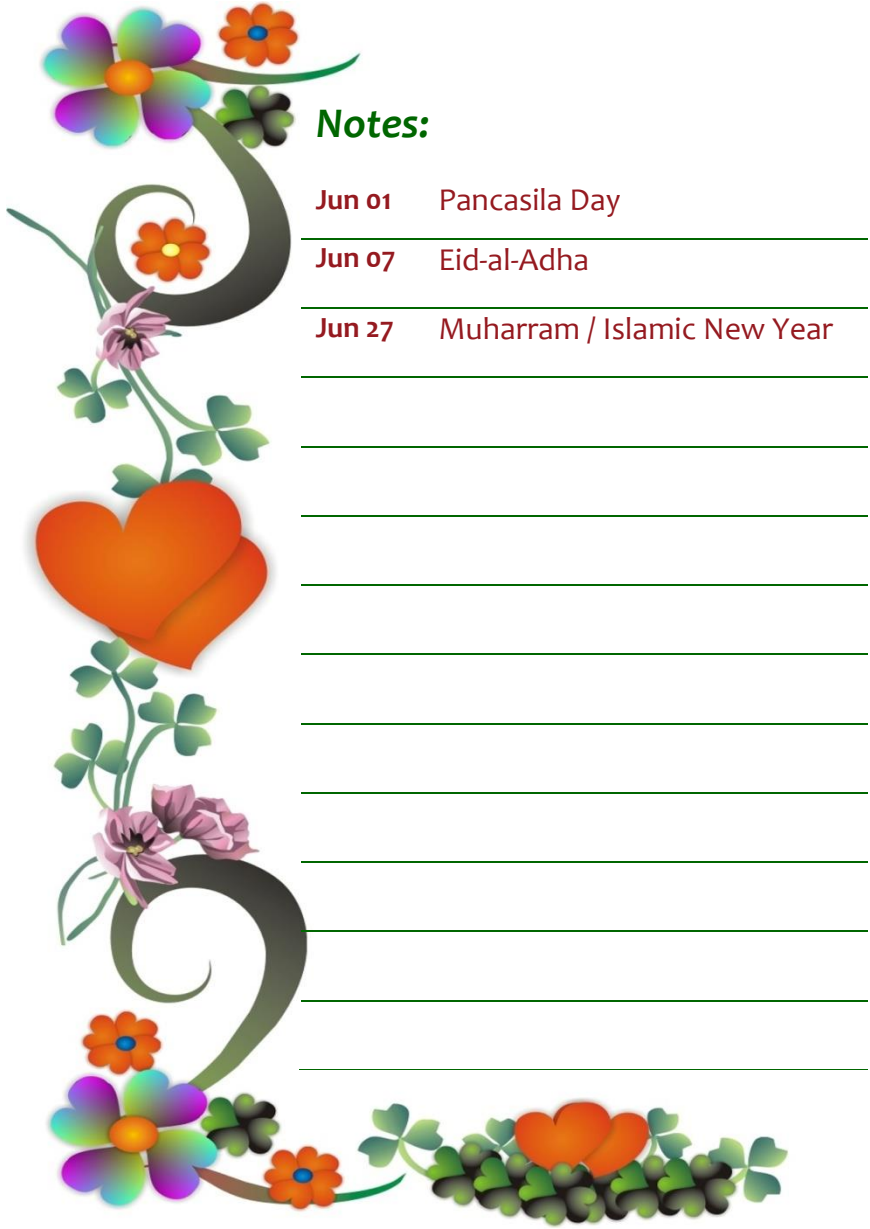 Notes:
Jun 01 Pancasila Day
Jun 07 Eid-al-Adha
Jun 27 Muharram / Islamic New Year